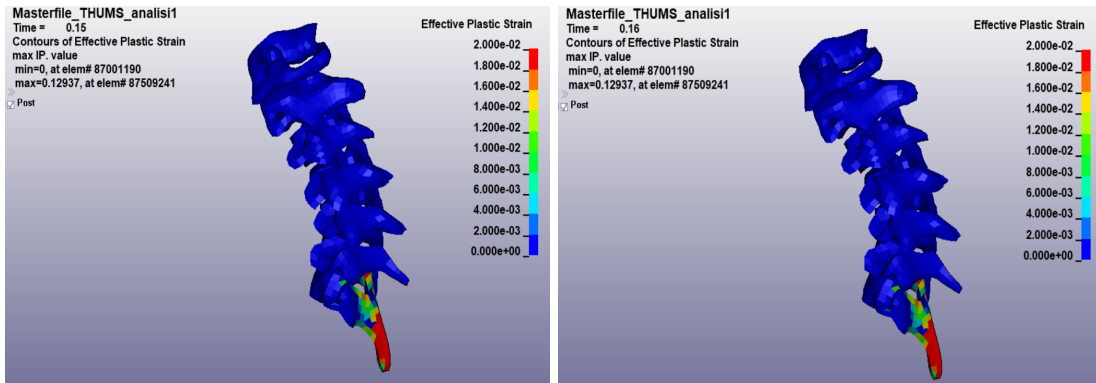 Masterfile_THUMS_analisi1
Time = 0.15
Contours of Effective Plastic Strain
max IP. value
min=0, at elem# 87001190
max=0.12937, at elem# 87509241
Post
Effective Plastic Strain
2.000e-02
1.800e-02
1.600e-02
1.400e-02
1.200e-02
1.000e-02
8.000e-03
6.000e-03
4.000e-03
2.000e-03
0.000e+00
Masterfile_THUMS_analisi1
Time = 0.16
Contours of Effective Plastic Strain
max IP. value
min=0, at elem# 87001190
max=0.12937, at elem# 87509241
Post
Effective Plastic Strain
2.000e-02
1.800e-02
1.600e-02
1.400e-02
1.200e-02
1.000e-02
8.000e-03
6.000e-03
4.000e-03
2.000e-03
0.000e+00